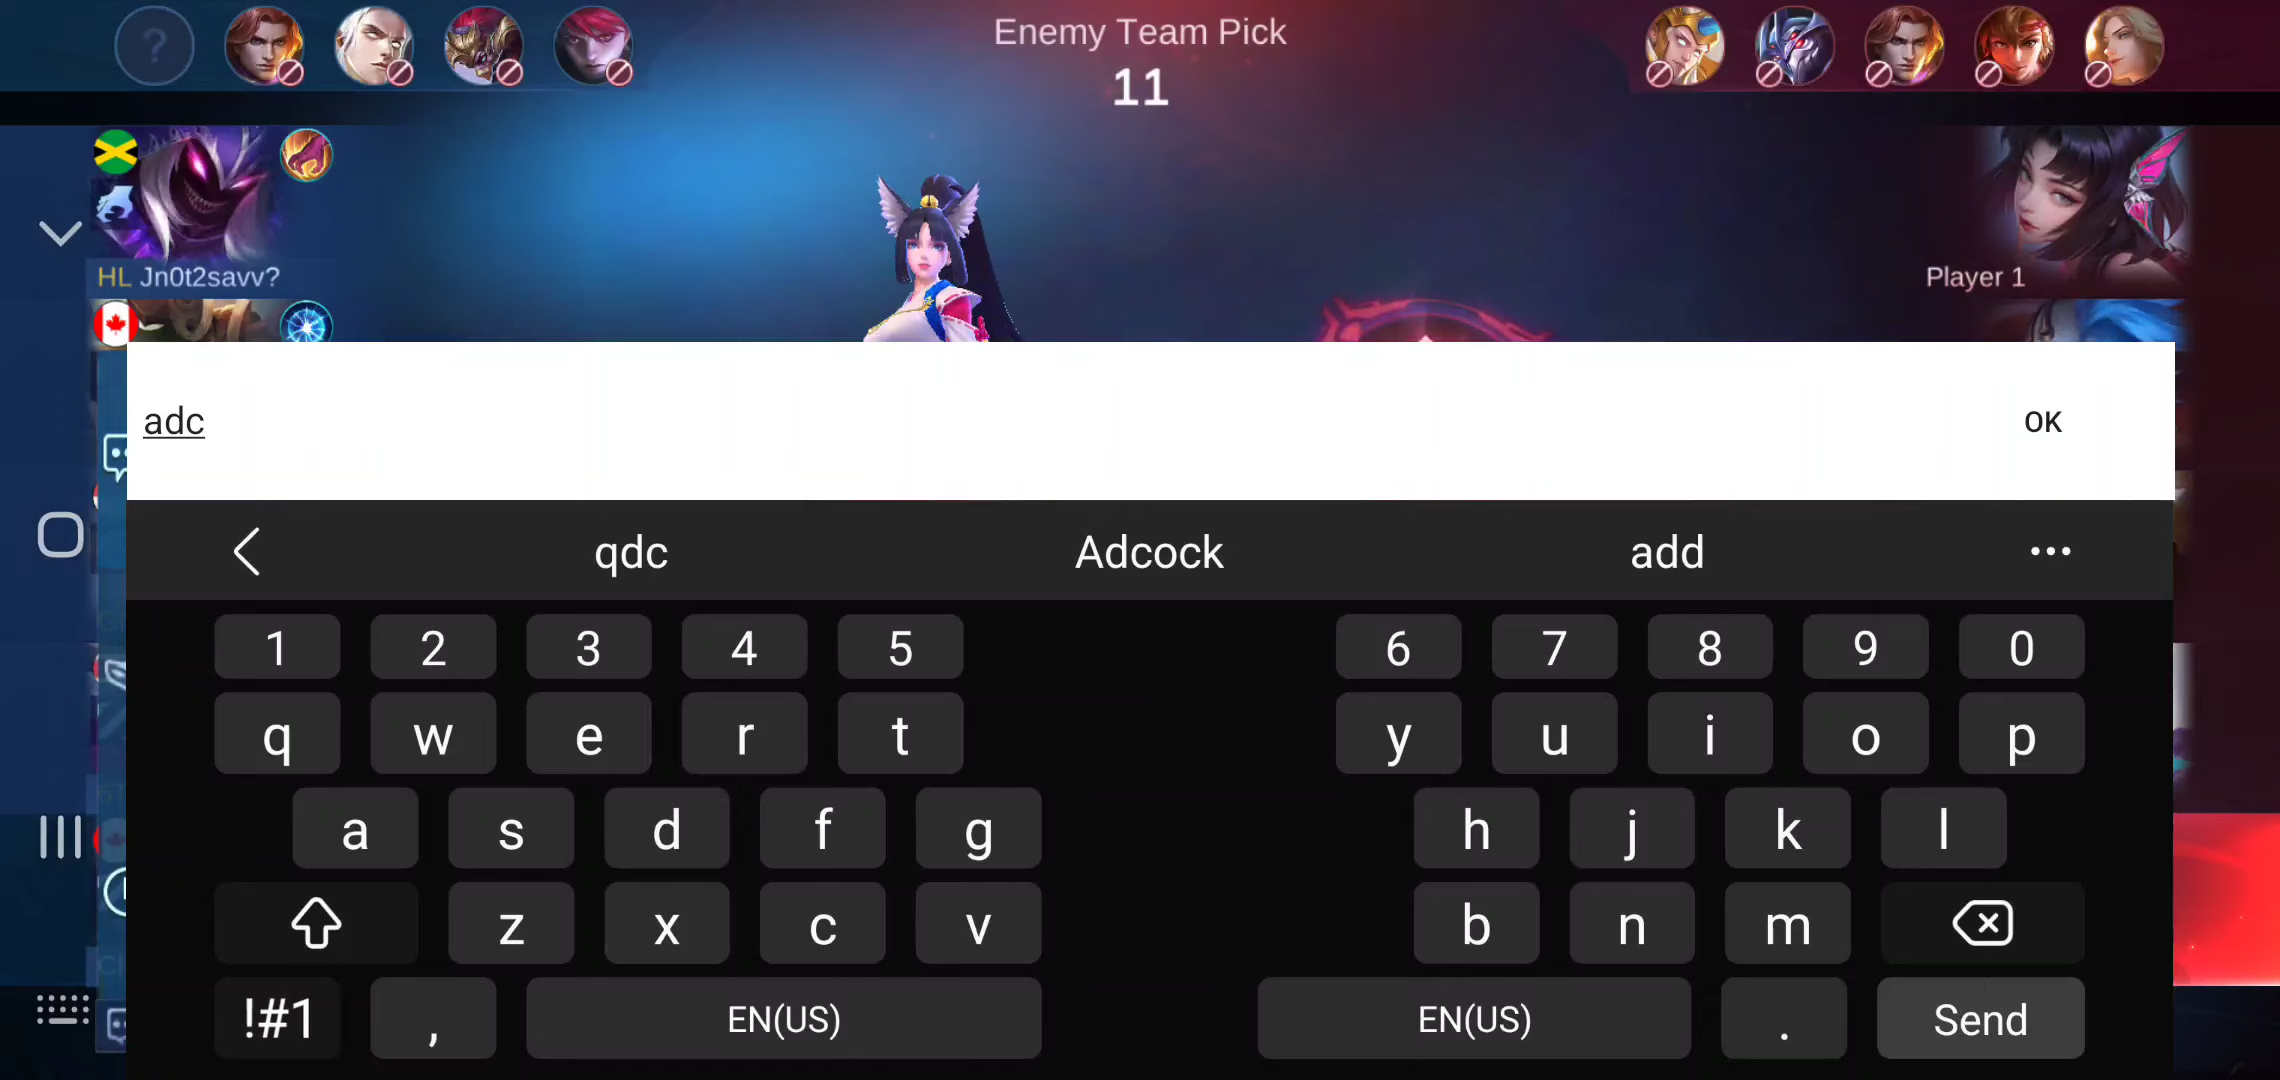 Enemy Team Pick
11
HL Jn0t2savv?
Player 1
adc
OK
qdc Adcock add
1 2 3 4 5 6 7 8 9 0
q w e r t y u i o p
a s d f g h j k l
z x c v b n m
!#1 , EN(US) EN(US) . Send